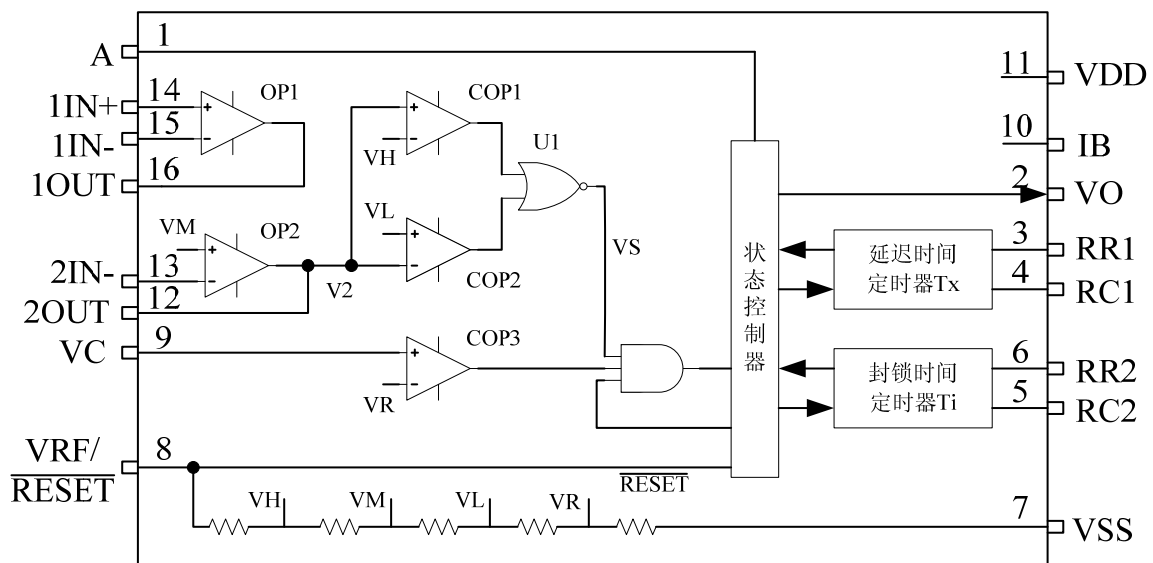 A
1
1IN+
14
OP1
1IN-
15
1OUT
16
COP1
VH
U1
VM
OP2
VL
COP2
2IN-
13
2OUT
12
V2
VS
VC
9
COP3
VR
VRF/
RESET
8
RESET
VH
VM
VL
VR
状态控制器
延迟时间
定时器Tx
封锁时间
定时器Ti
11
VDD
10
IB
2
VO
3
RR1
4
RC1
6
RR2
5
RC2
7
VSS